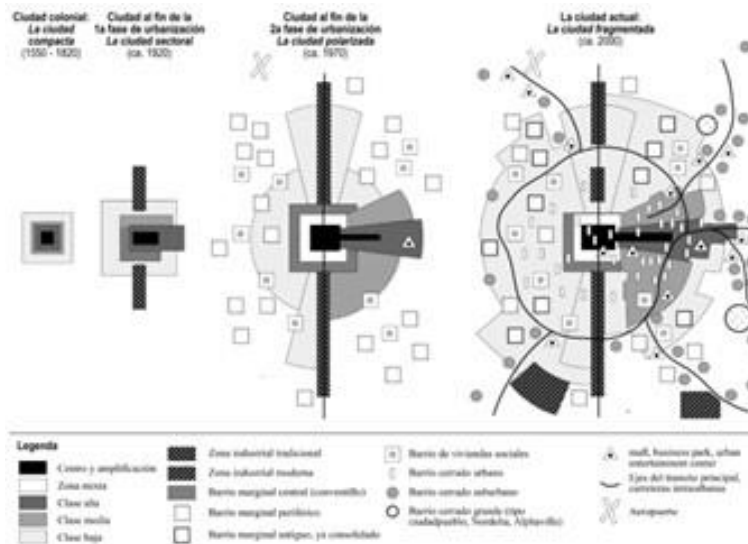 Ciudad colonial:
La ciudad
compacta
(1550 - 1820)
Ciudad al fin de la
1a fase de urbanización
La ciudad sectoral
(ca. 1920)
Ciudad al fin de la
2a fase de urbanización
La ciudad polarizada
(ca. 1970)
La ciudad actual:
La ciudad fragmentada
(ca. 2000)
Legenda
Centro y amplificación
Zona mixta
Clase alta
Clase media
Clase baja
Zona industrial tradicional
Zona industrial moderna
Barrio marginal central (conventillo)
Barrio marginal periférico
Barrio marginal antiguo, ya consolidado
Barrio de viviendas sociales
Barrio cerrado urbano
Barrio cerrado suburbano
Barrio cerrado grande (tipo
ciudadpueblo, Nordelta, Alphaville)
mall, business park, urban
entertainment center
Ejes del transito principal,
carreteras intraurbanas
Aeropuerto